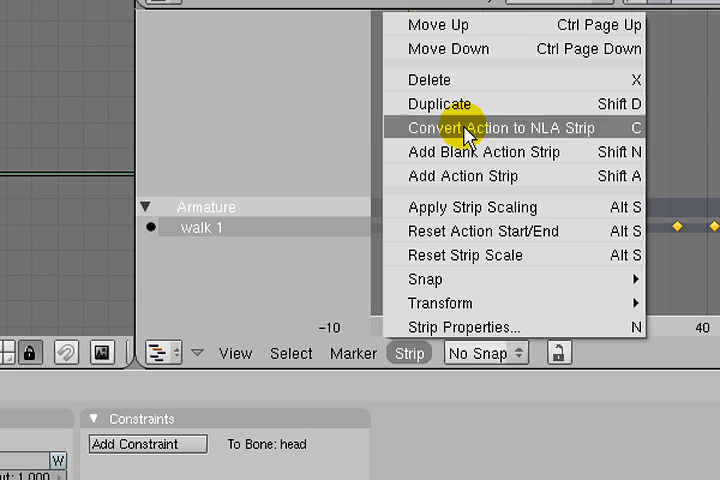 Move Up Ctrl Page Up
Move Down Ctrl Page Down
Delete X
Duplicate Shift D
Convert Action to NLA Strip C
Add Blank Action Strip Shift N
Add Action Strip Shift A
Armature
Apply Strip Scaling Alt S
walk 1
Reset Action Start/End Alt S
Reset Strip Scale Alt S
Snap
Transform
-10
Strip Properties... N
40
View Select Marker Strip No Snap
Constraints
Add Constraint To Bone: head
W
ut: 1.000